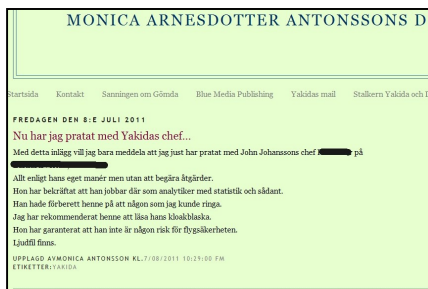 MONICA ARNESDOTTER ANTONSSONS D
Startsida Kontakt Sanningen om Gömda Blue Media Publishing Yakidas mail Stalkern Yakida och
FREDAGEN DEN 8:E JULI 2011
Nu har jag pratat med Yakidas chef...
Med detta inlägg vill jag bara meddela att jag just har pratat med John Johanssons chef på
Allt enligt hans eget manér men utan att begära åtgärder.
Hon har bekräftat att han jobbar där som analytiker med statistik och sådant.
Han hade förberett henne på att någon som jag kunde ringa.
Jag har rekommenderat henne att läsa hans kloakblaska.
Hon har garanterat att han inte är någon risk för flygsäkerheten.
Ljudfil finns.
UPPLAGD AVMONICA ANTONSSON KL.7/08/2011 10:29:00 FM
ETIKETTER:YAKIDA